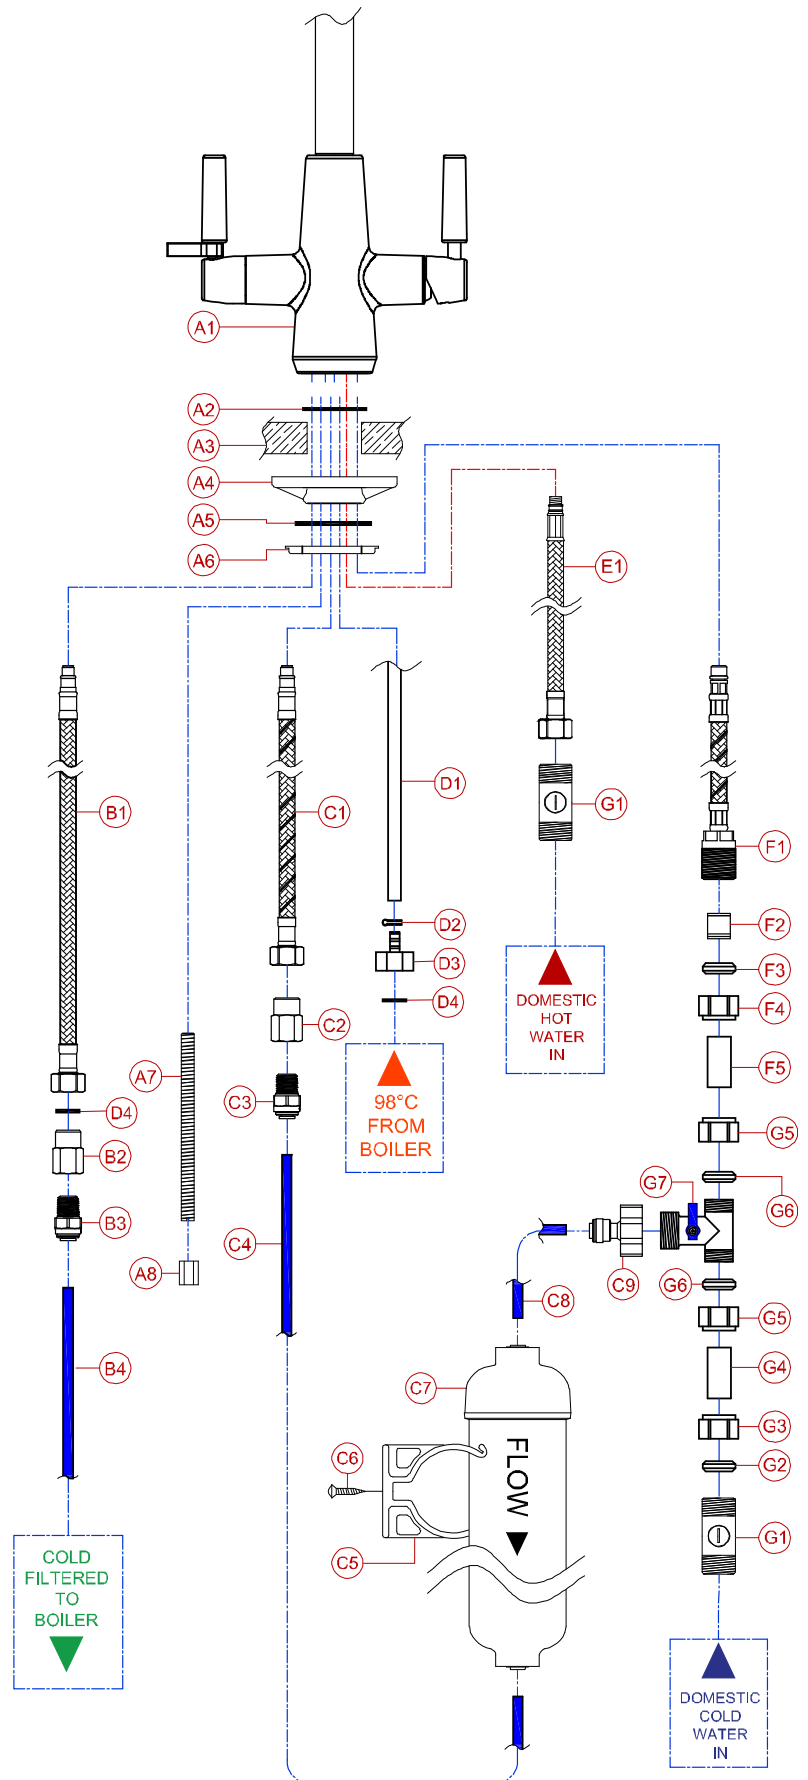 A1
A2
A3
A4
A5
A6
E1
B1
C1
D1
G1
F1
D2
F2
D3
F3
D4
F4
DOMESTIC
HOT
WATER
IN
C2
F5
A7
C3
98°C
FROM
BOILER
D4
G5
B2
G7
G6
B3
C4
A8
C9
G6
C8
G5
B4
C7
G4
G3
C6
FLOW
G2
C5
G1
COLD
FILTERED
TO
BOILER
DOMESTIC
COLD
WATER
IN